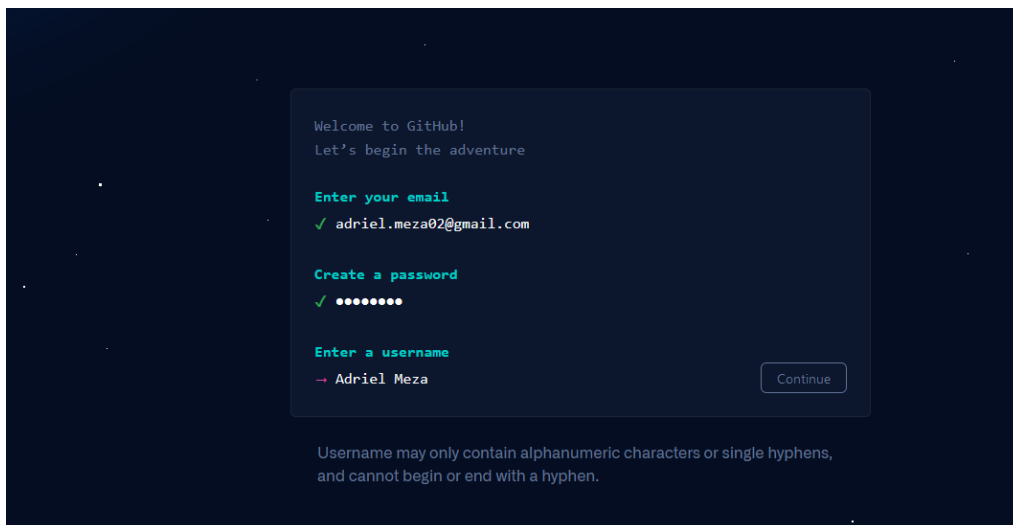 Welcome to GitHub!
Let’s begin the adventure
Enter your email
✓ adriel.meza02@gmail.com
Create a password
✓ ●●●●●●●●
Enter a username
→ Adriel Meza
Continue
Username may only contain alphanumeric characters or single hyphens,
and cannot begin or end with a hyphen.